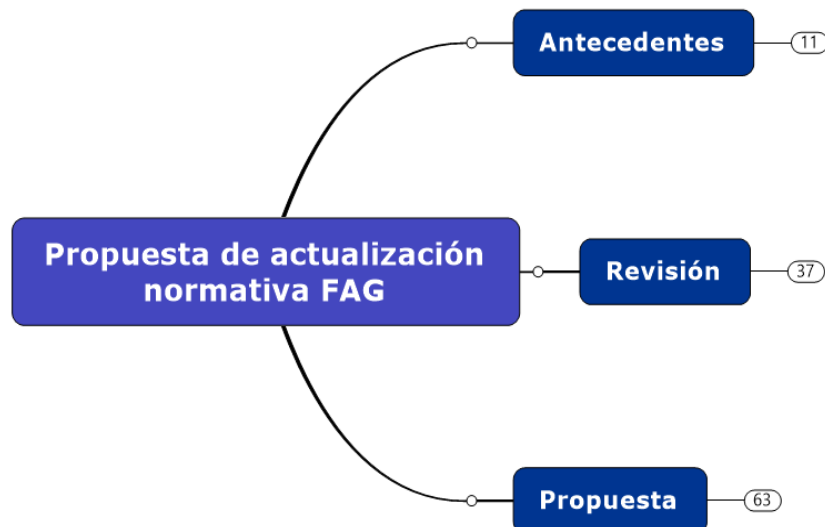 Antecedentes
11
Propuesta de actualización
normativa FAG
Revisión
37
Propuesta
63